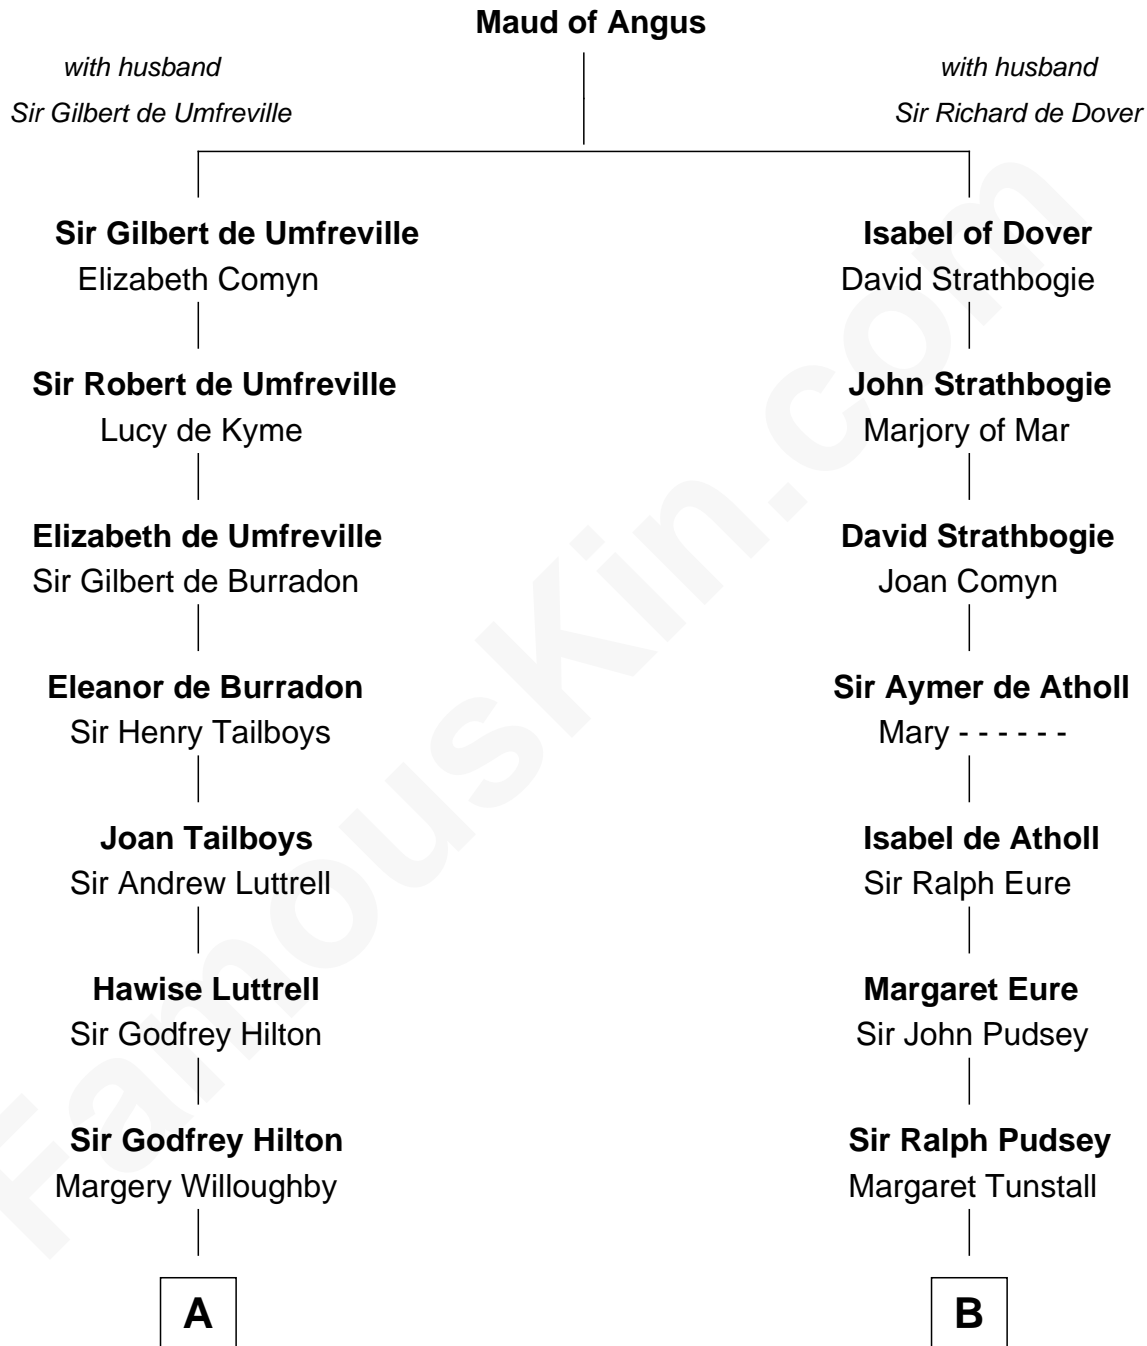 Maud of Angus
with husband
Sir Gilbert de Umfreville
with husband
Sir Richard de Dover
Sir Gilbert de Umfreville
Elizabeth Comyn
Isabel of Dover
David Strathbogie
Sir Robert de Umfreville
Lucy de Kyme
John Strathbogie
Marjory of Mar
Elizabeth de Umfreville
Sir Gilbert de Burradon
David Strathbogie
Joan Comyn
Eleanor de Burradon
Sir Henry Tailboys
Sir Aymer de Atholl
Mary - - - - - -
Joan Tailboys
Sir Andrew Luttrell
Isabel de Atholl
Sir Ralph Eure
Hawise Luttrell
Sir Godfrey Hilton
Margaret Eure
Sir John Pudsey
Sir Godfrey Hilton
Margery Willoughby
Sir Ralph Pudsey
Margaret Tunstall
A
B
FamousKin.com